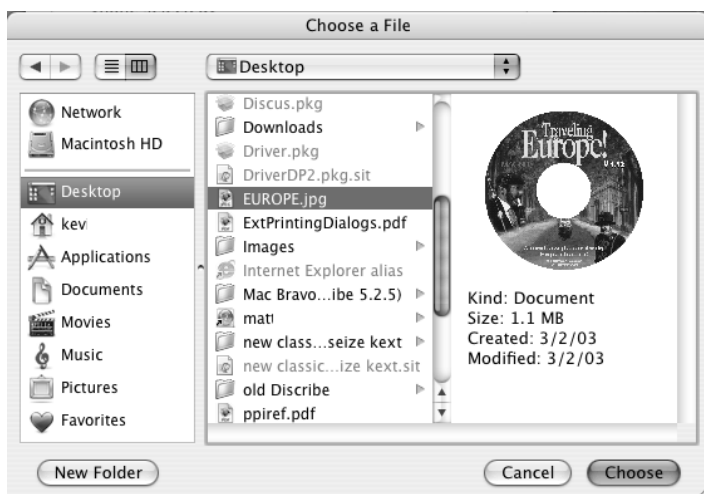 Choose a File
Desktop
Network
Macintosh HD
Desktop
kev
Applications
Documents
Movies
Music
Pictures
Favorites
Discus.pkg
Downloads
Driver.pkg
DriverDP2.pkg.sit
EUROPE.jpg
ExtPrintingDialogs.pdf
Images
Internet Explorer alias
Mac Bravo...ibe 5.2.5)
matt
new class...seize kext
new classic...ize kext.sit
old Discribe
ppiref.pdf
Traveling
Europe!
Kind: Document
Size: 1.1 MB
Created: 3/2/03
Modified: 3/2/03
New Folder
Cancel
Choose